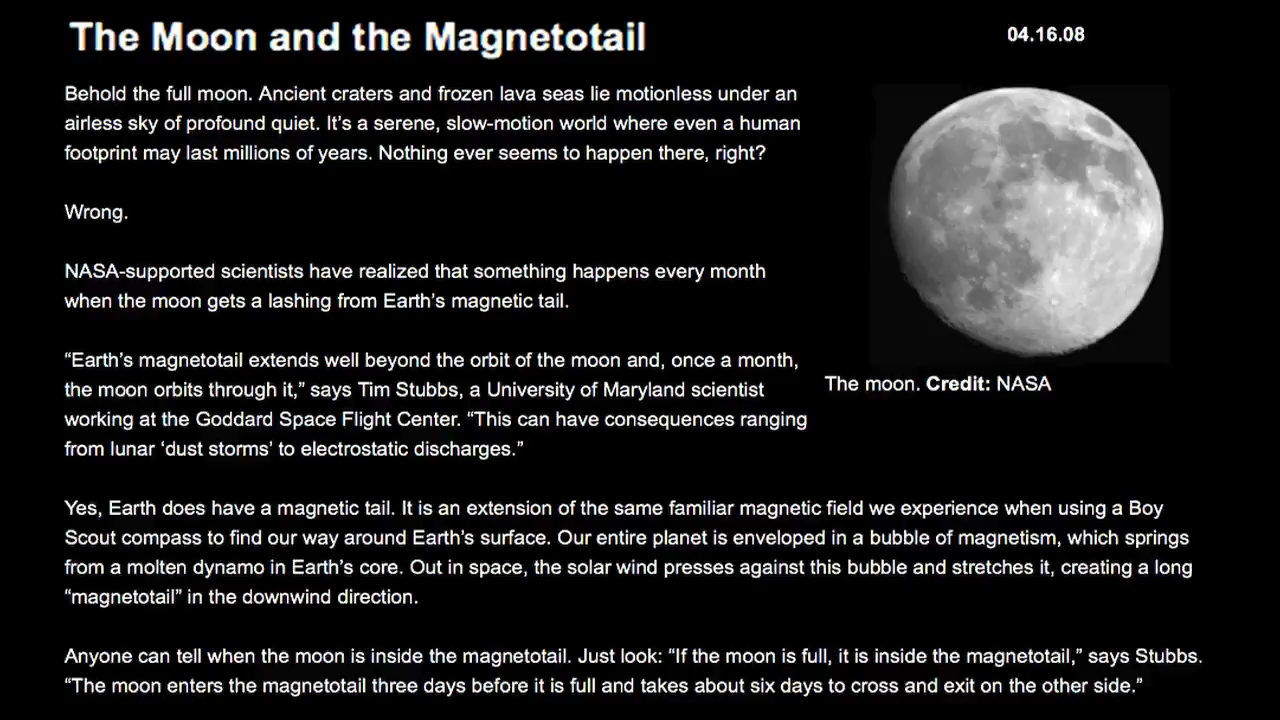 The Moon and the Magnetotail
04.16.08
Behold the full moon. Ancient craters and frozen lava seas lie motionless under an
airless sky of profound quiet. It’s a serene, slow-motion world where even a human
footprint may last millions of years. Nothing ever seems to happen there, right?
Wrong.
NASA-supported scientists have realized that something happens every month
when the moon gets a lashing from Earth’s magnetic tail.
“Earth’s magnetotail extends well beyond the orbit of the moon and, once a month,
the moon orbits through it,” says Tim Stubbs, a University of Maryland scientist
working at the Goddard Space Flight Center. “This can have consequences ranging
from lunar ‘dust storms’ to electrostatic discharges.”
The moon. Credit: NASA
Yes, Earth does have a magnetic tail. It is an extension of the same familiar magnetic field we experience when using a Boy
Scout compass to find our way around Earth’s surface. Our entire planet is enveloped in a bubble of magnetism, which springs
from a molten dynamo in Earth’s core. Out in space, the solar wind presses against this bubble and stretches it, creating a long
“magnetotail” in the downwind direction.
Anyone can tell when the moon is inside the magnetotail. Just look: “If the moon is full, it is inside the magnetotail,” says Stubbs.
“The moon enters the magnetotail three days before it is full and takes about six days to cross and exit on the other side.”